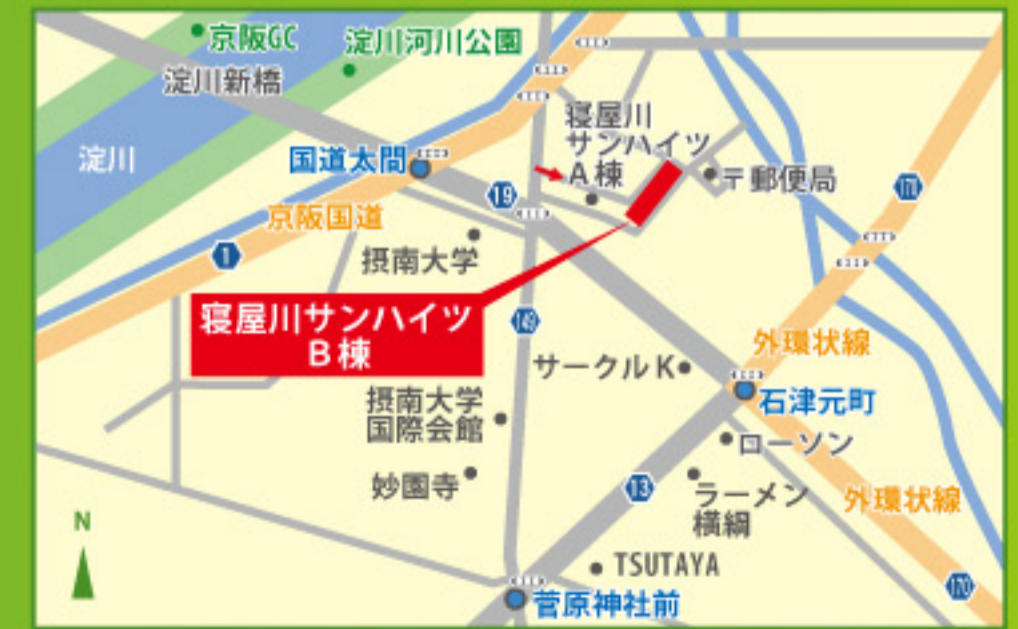 京阪GC
淀川河川公園
淀川新橋
淀川
国道太間
19
寝屋川
サンハイツ
A棟
〒郵便局
170
京阪国道
1
摂南大学
寝屋川サンハイツ
B棟
149
外環状線
サークルK
石津元町
摂南大学
国際会館
ローソン
妙園寺
13
ラーメン
横綱
外環状線
N
TSUTAYA
170
菅原神社前